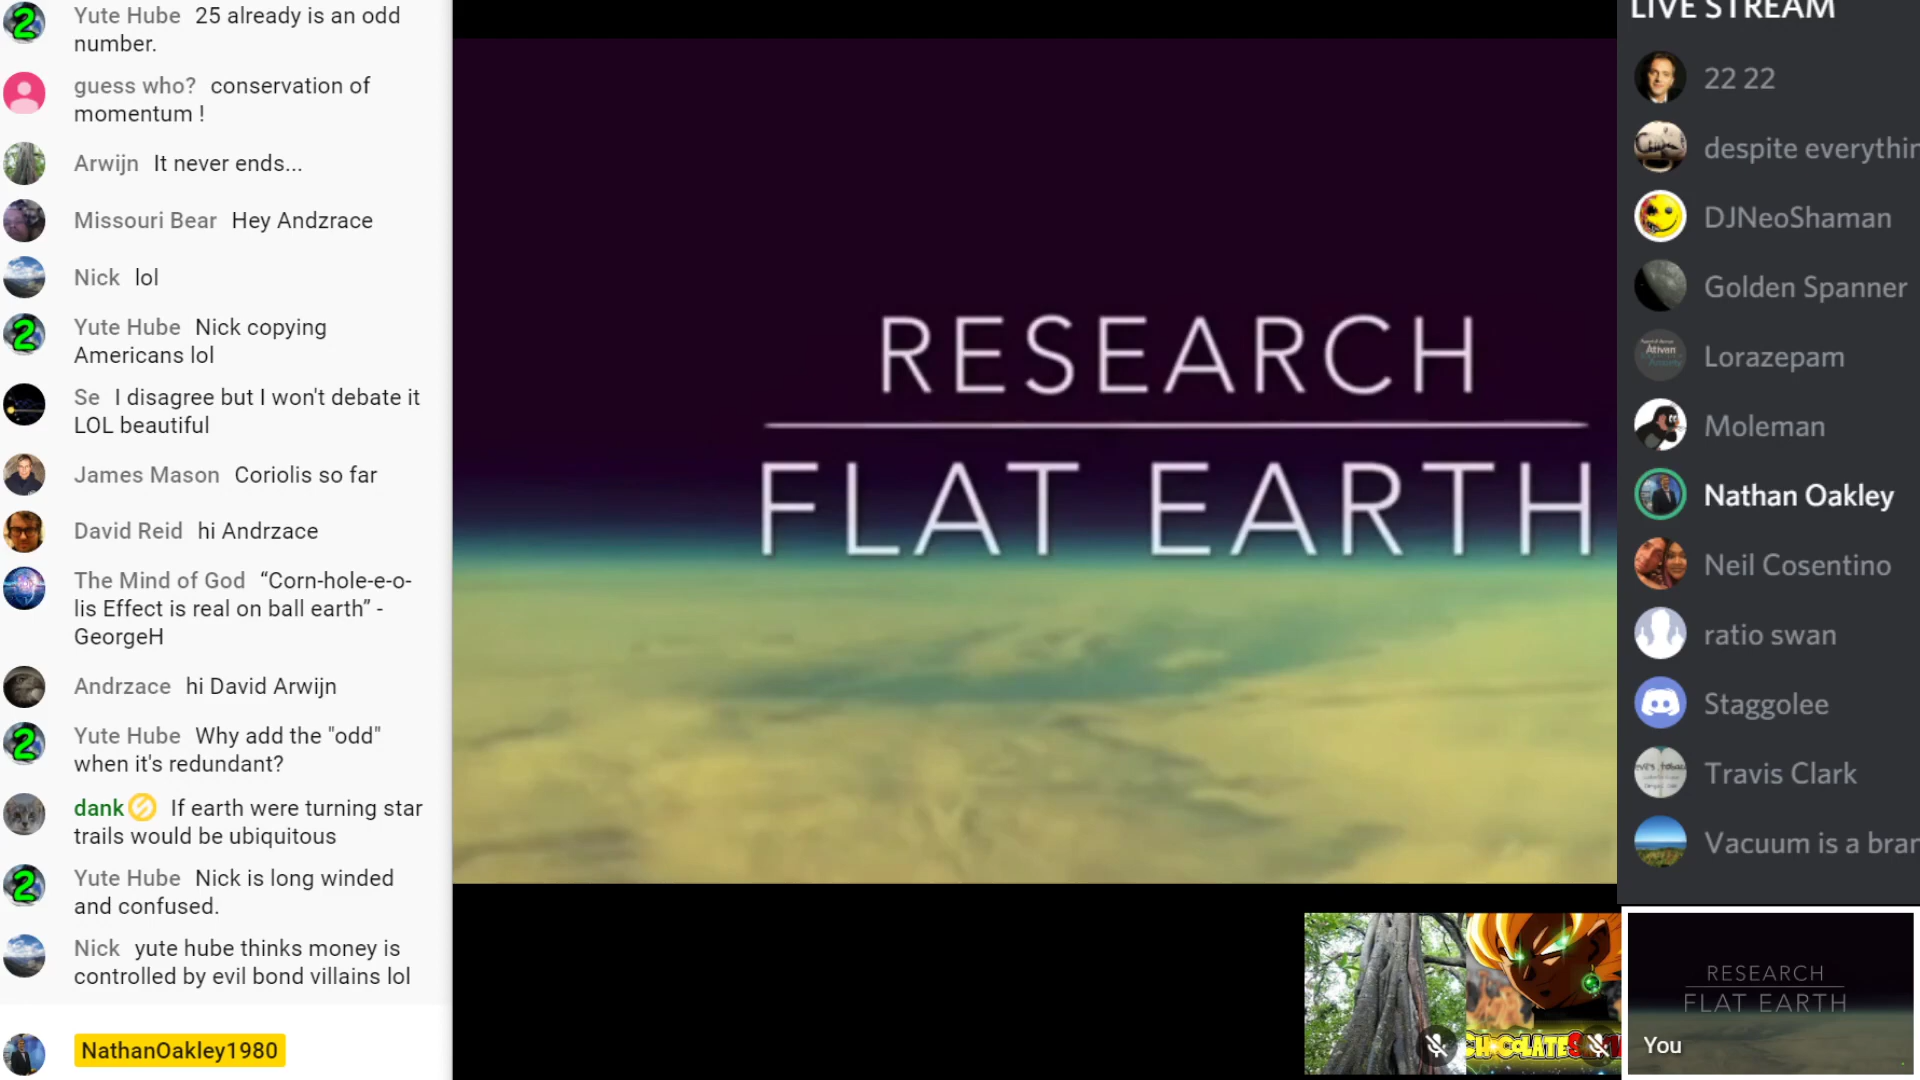 Yute Hube 25 already is an odd
number.
guess who? conservation of
momentum !
Arwijn It never ends...
Missouri Bear Hey Andzrace
Nick lol
Yute Hube Nick copying
Americans lol
Se I disagree but I won't debate it
LOL beautiful
James Mason Coriolis so far
David Reid hi Andrzace
The Mind of God “Corn-hole-e-o-
lis Effect is real on ball earth” -
GeorgeH
Andrzace hi David Arwijn
Yute Hube Why add the "odd"
when it's redundant?
dank If earth were turning star
trails would be ubiquitous
Yute Hube Nick is long winded
and confused.
Nick yute hube thinks money is
controlled by evil bond villains lol
NathanOakley1980
RESEARCH
FLAT EARTH
LIVE STREAM
22 22
despite everythin
DJNeoShaman
Golden Spanner
Ativan
Lorazepam
Moleman
Nathan Oakley
Neil Cosentino
ratio swan
Staggolee
Travis Clark
Vacuum is a bran
CHOCOLATE
RESEARCH
FLAT EARTH
You